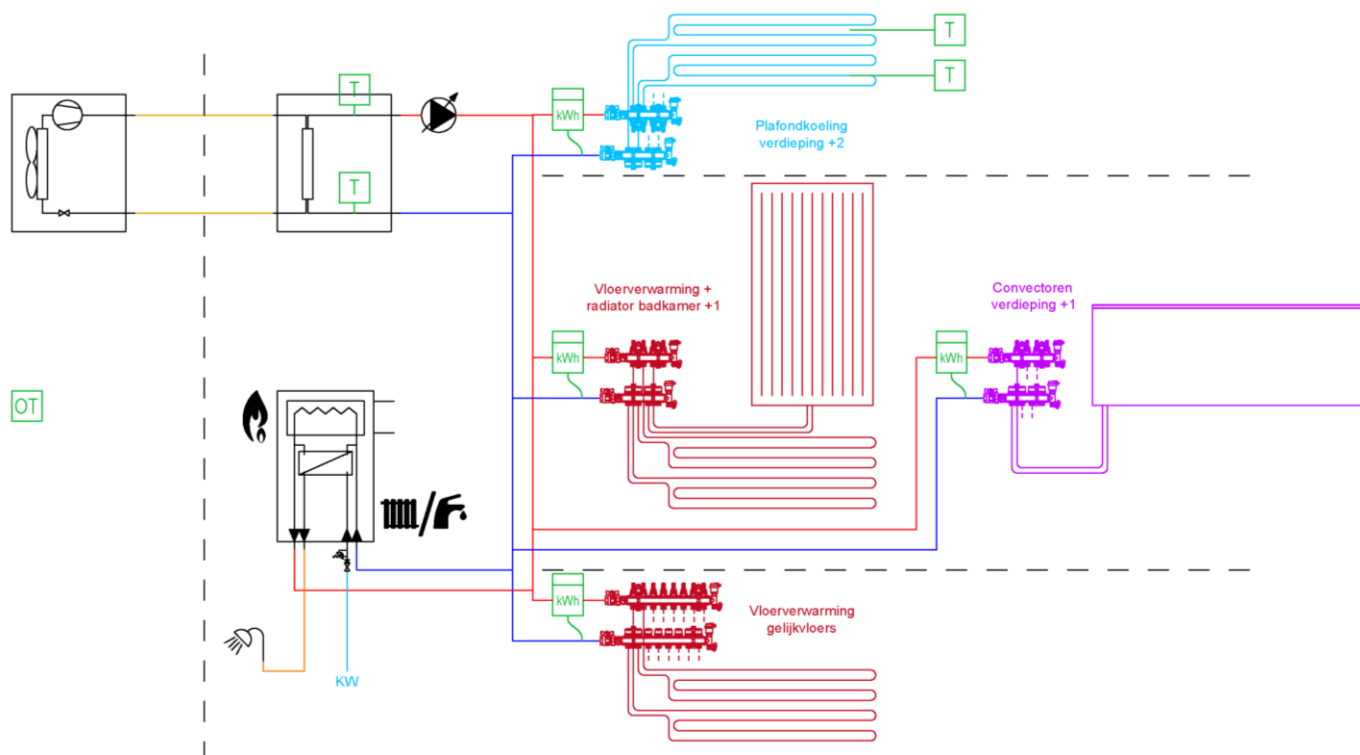 T
T
T
T
kWh
Plafondkoeling
verdieping +2
Vloerverwarming +
radiator badkamer +1
Convectoren
verdieping +1
kWh
kWh
OT
/
kWh
Vloerverwarming
gelijkvloers
KW